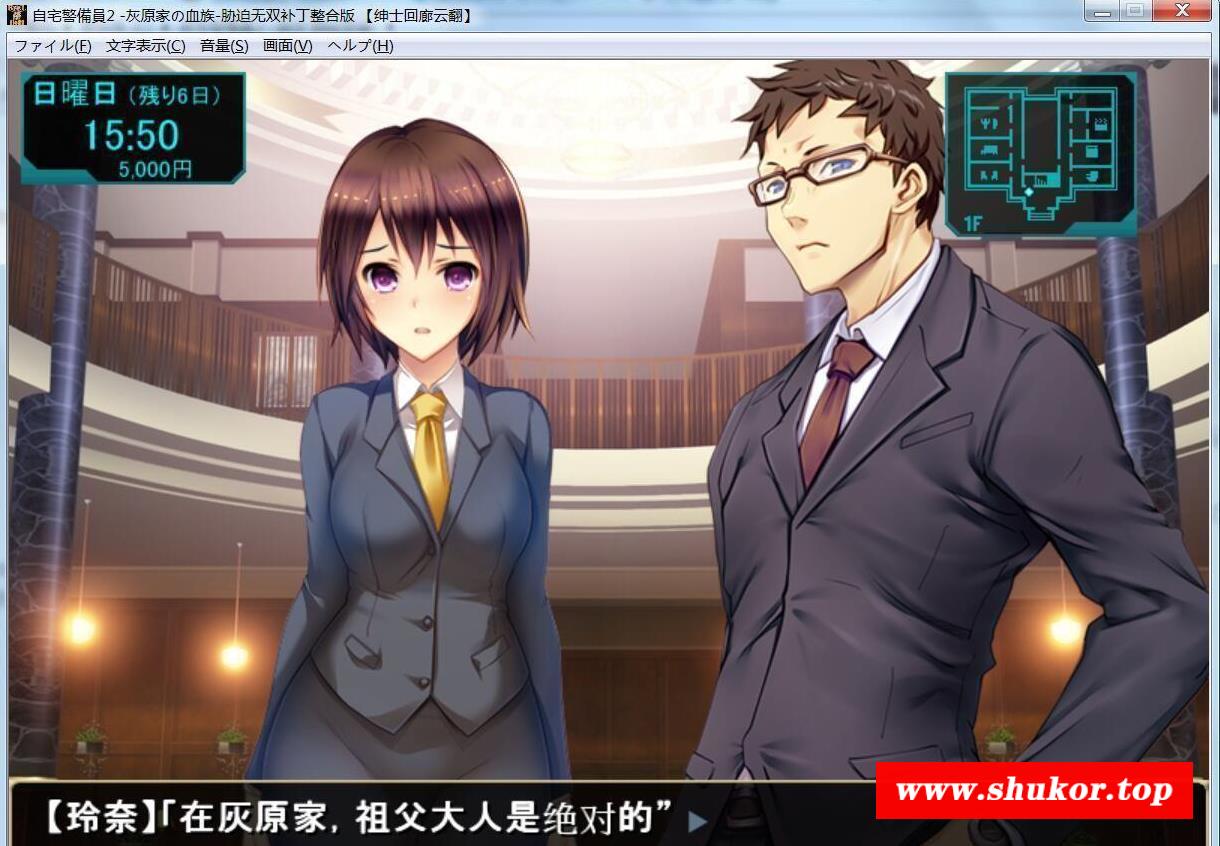 自宅警備員2 -灰原家の血族-胁迫无双补丁整合版 【绅士回廊云翻】
ファイル(F) 文字表示(C) 音量(S) 画面(V) ヘルプ(H)
日曜日 (残り6日)
15:50
5,000円
1F
www.shukor.top
【玲奈】「在灰原家, 祖父大人是绝对的”